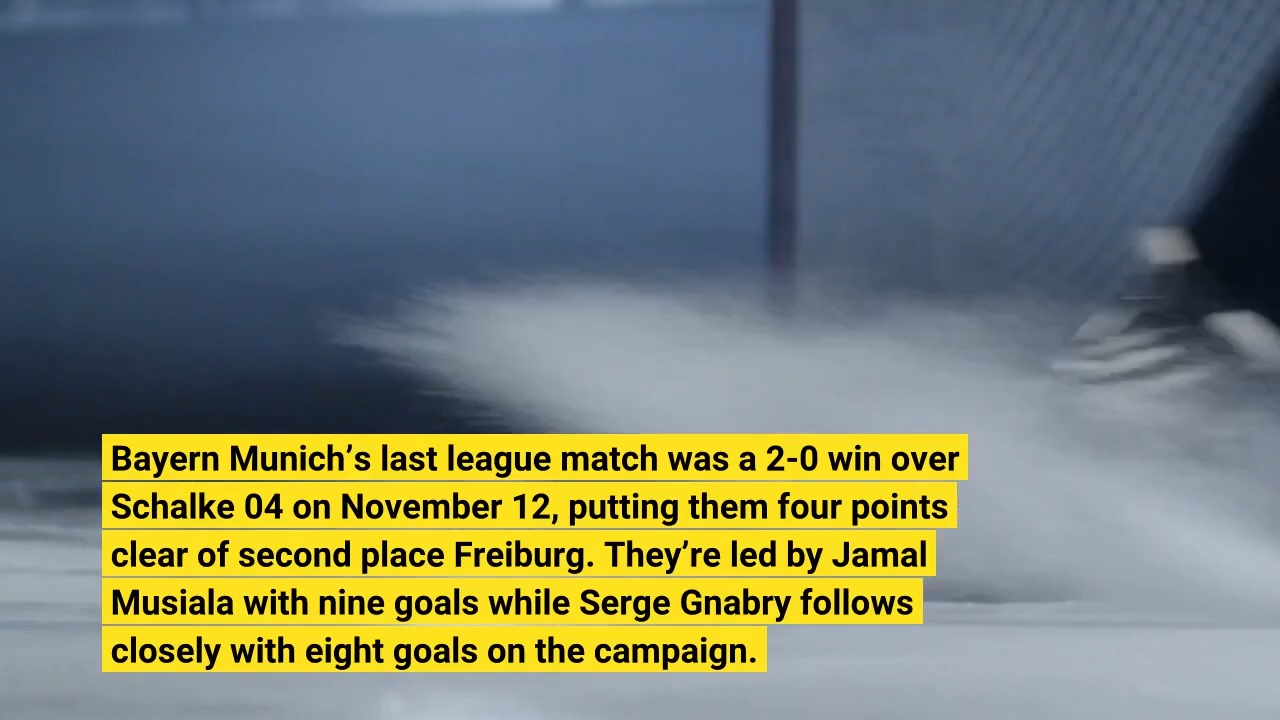 Bayern Munich’s last league match was a 2-0 win over
Schalke 04 on November 12, putting them four points
clear of second place Freiburg. They’re led by Jamal
Musiala with nine goals while Serge Gnabry follows
closely with eight goals on the campaign.